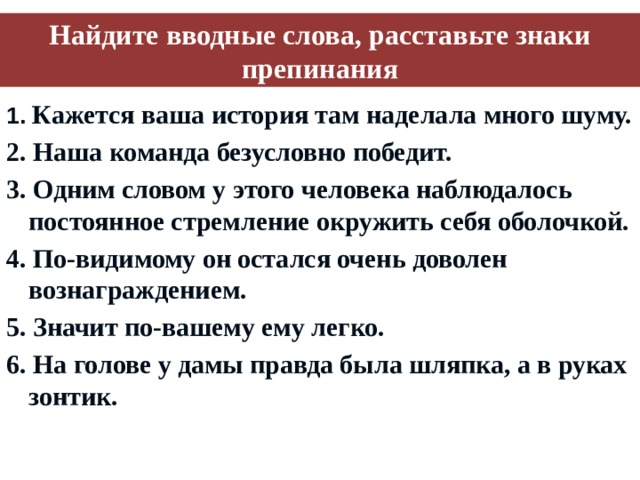 Найдите вводные слова, расставьте знаки
препинания
1. Кажется ваша история там наделала много шуму.
2. Наша команда безусловно победит.
3. Одним словом у этого человека наблюдалось
постоянное стремление окружить себя оболочкой.
4. По-видимому он остался очень доволен
вознаграждением.
5. Значит по-вашему ему легко.
6. На голове у дамы правда была шляпка, а в руках
зонтик.